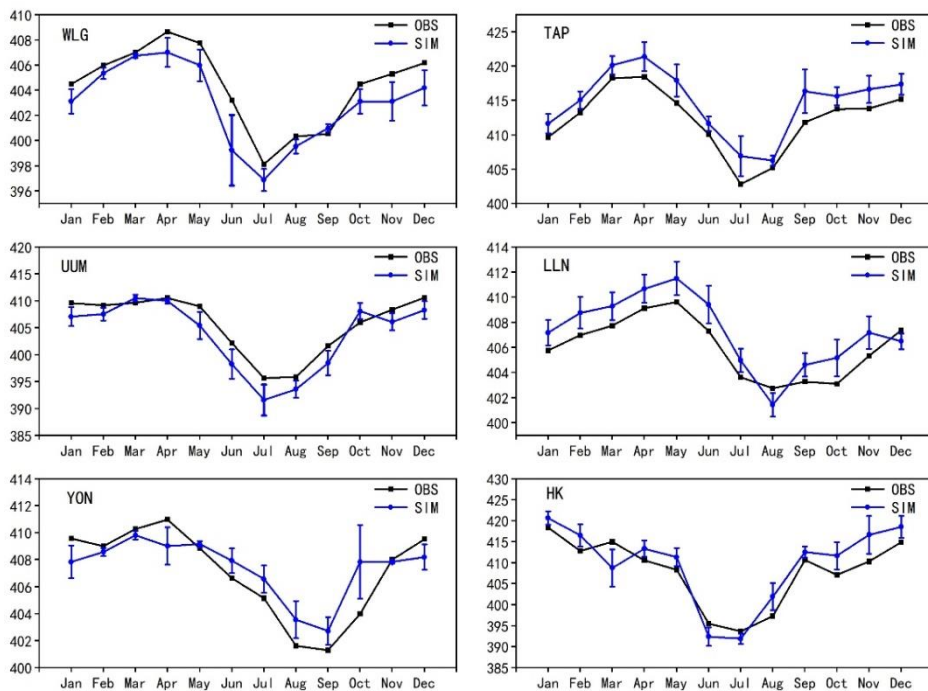 WLG
OBS
SIM
410
408
406
404
402
400
398
396
Jan Feb Mar Apr May Jun Jul Aug Sep Oct Nov Dec
TAP
OBS
SIM
425
420
415
410
405
400
Jan Feb Mar Apr May Jun Jul Aug Sep Oct Nov Dec
UUM
OBS
SIM
420
415
410
405
400
395
390
385
Jan Feb Mar Apr May Jun Jul Aug Sep Oct Nov Dec
LLN
OBS
SIM
414
412
410
408
406
404
402
400
Jan Feb Mar Apr May Jun Jul Aug Sep Oct Nov Dec
YON
OBS
SIM
414
412
410
408
406
404
402
400
Jan Feb Mar Apr May Jun Jul Aug Sep Oct Nov Dec
HK
OBS
SIM
430
425
420
415
410
405
400
395
390
385
Jan Feb Mar Apr May Jun Jul Aug Sep Oct Nov Dec